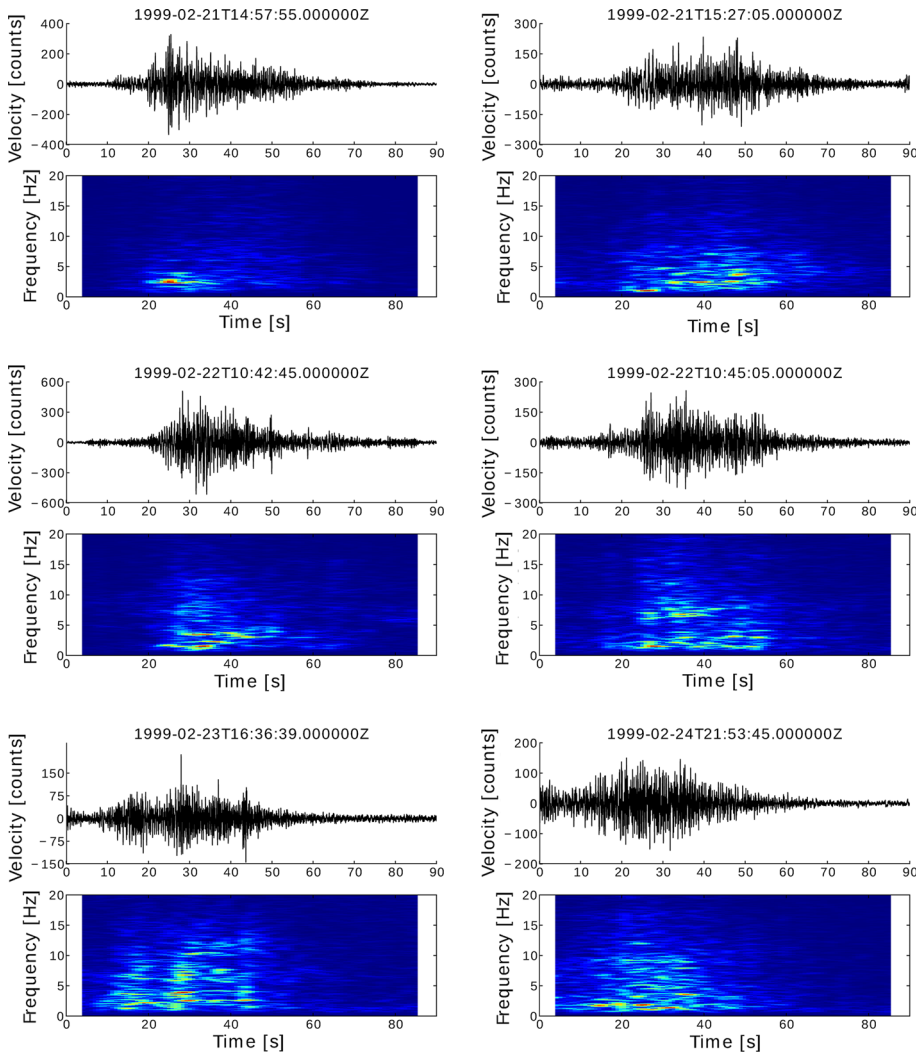 1999-02-21T14:57:55.000000Z
Velocity [counts]
400
200
0
−200
−400
0 10 20 30 40 50 60 70 80 90
Frequency [Hz]
20
15
10
5
0
0 20 40 60 80
Time [s]
1999-02-21T15:27:05.000000Z
Velocity [counts]
300
150
0
−150
−300
0 10 20 30 40 50 60 70 80 90
Frequency [Hz]
20
15
10
5
0
0 20 40 60 80
Time [s]
1999-02-22T10:42:45.000000Z
Velocity [counts]
600
300
0
−300
−600
0 10 20 30 40 50 60 70 80 90
Frequency [Hz]
20
15
10
5
0
0 20 40 60 80
Time [s]
1999-02-22T10:45:05.000000Z
Velocity [counts]
300
150
0
−150
−300
0 10 20 30 40 50 60 70 80 90
Frequency [Hz]
20
15
10
5
0
0 20 40 60 80
Time [s]
1999-02-23T16:36:39.000000Z
Velocity [counts]
150
75
0
−75
−150
0 10 20 30 40 50 60 70 80 90
Frequency [Hz]
20
15
10
5
0
0 20 40 60 80
Time [s]
1999-02-24T21:53:45.000000Z
Velocity [counts]
200
100
0
−100
−200
0 10 20 30 40 50 60 70 80 90
Frequency [Hz]
20
15
10
5
0
0 20 40 60 80
Time [s]